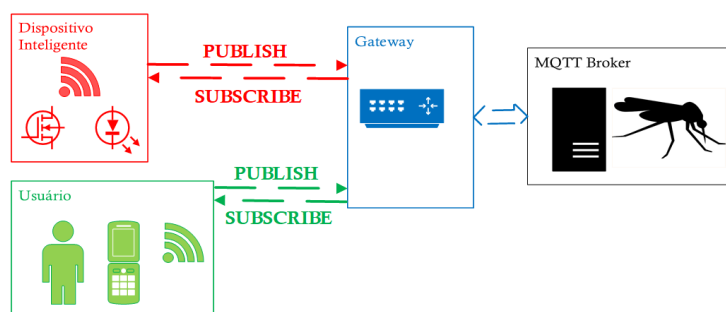 Dispositivo
Inteligente
PUBLISH
SUBSCRIBE
Gateway
MQTT Broker
Usuário
PUBLISH
SUBSCRIBE